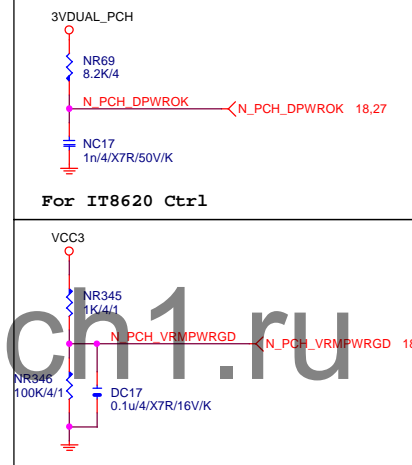 3VDUAL_PCH
NR69
8.2K/4
N_PCH_DPWROK
N_PCH_DPWROK 18,27
NC17
1n/4/X7R/50V/K
For IT8620 Ctrl
VCC3
NR345
1K/4/1
N_PCH_VRMPWRGD
N_PCH_VRMPWRGD 18
ch1.ru
NR346
100K/4/1
DC17
0.1u/4/X7R/16V/K